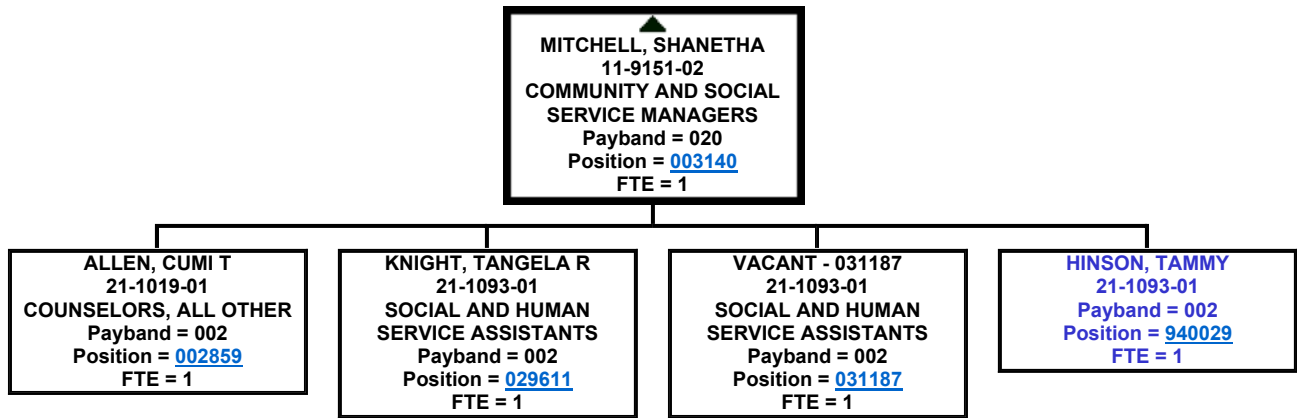 MITCHELL, SHANETHA
11-9151-02
COMMUNITY AND SOCIAL
SERVICE MANAGERS
Payband = 020
Position = 003140
FTE = 1
ALLEN, CUMI T
21-1019-01
COUNSELORS, ALL OTHER
Payband = 002
Position = 002859
FTE = 1
KNIGHT, TANGELA R
21-1093-01
SOCIAL AND HUMAN
SERVICE ASSISTANTS
Payband = 002
Position = 029611
FTE = 1
VACANT - 031187
21-1093-01
SOCIAL AND HUMAN
SERVICE ASSISTANTS
Payband = 002
Position = 031187
FTE = 1
HINSON, TAMMY
21-1093-01
Payband = 002
Position = 940029
FTE = 1